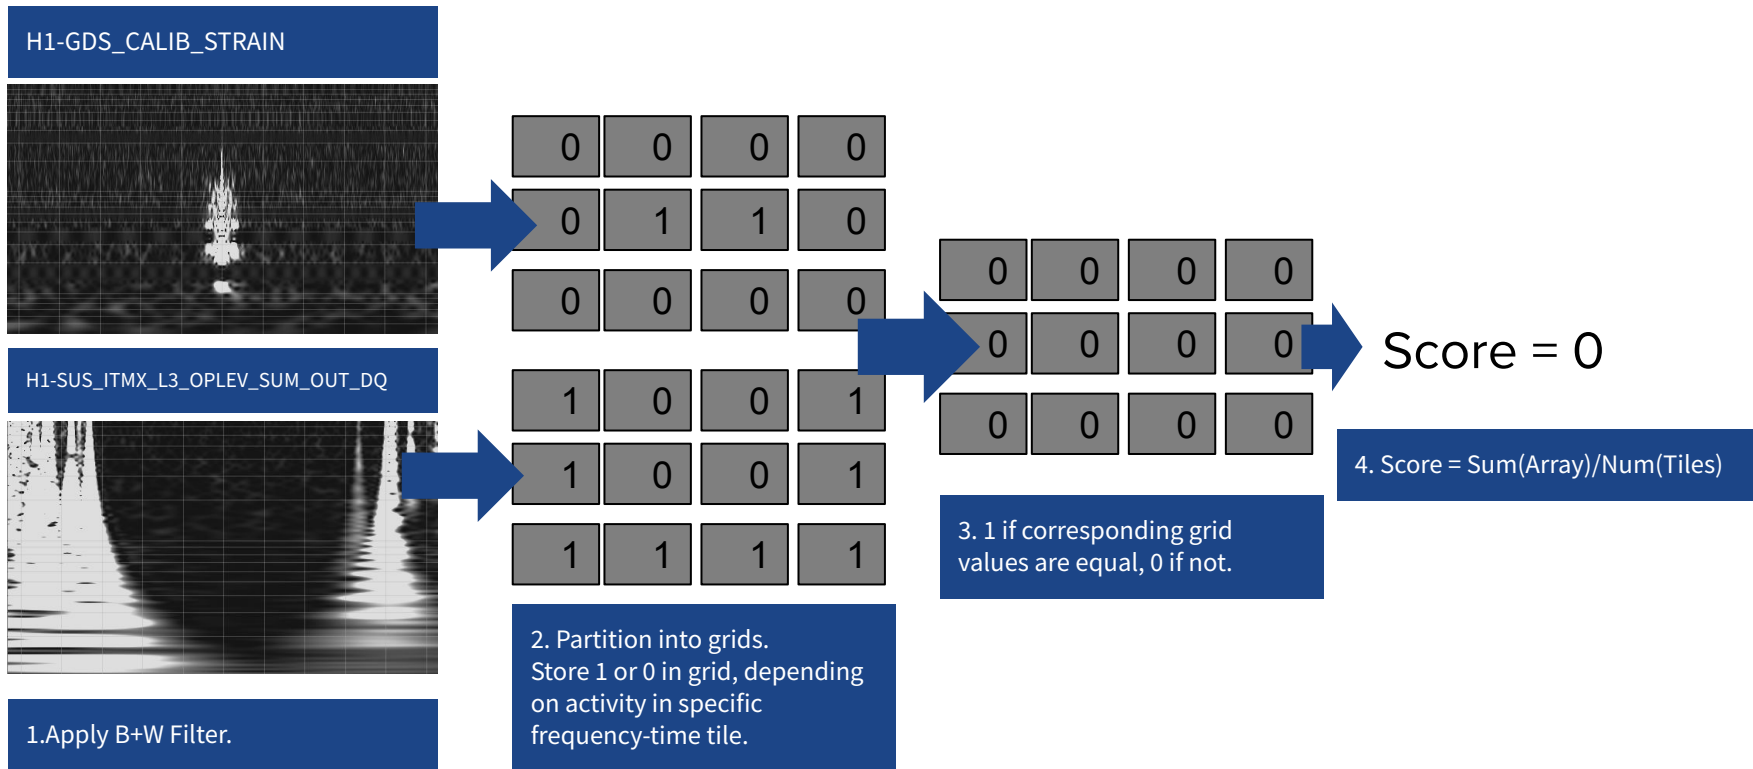 H1-GDS_CALIB_STRAIN
0 0 0 0
0 1 1 0
0 0 0 0
H1-SUS_ITMX_L3_OPLEV_SUM_OUT_DQ
1 0 0 1
1 0 0 1
1 1 1 1
1.Apply B+W Filter.
2. Partition into grids.
Store 1 or 0 in grid, depending
on activity in specific
frequency-time tile.
0 0 0 0
0 0 0 0
0 0 0 0
3. 1 if corresponding grid
values are equal, 0 if not.
Score = 0
4. Score = Sum(Array)/Num(Tiles)